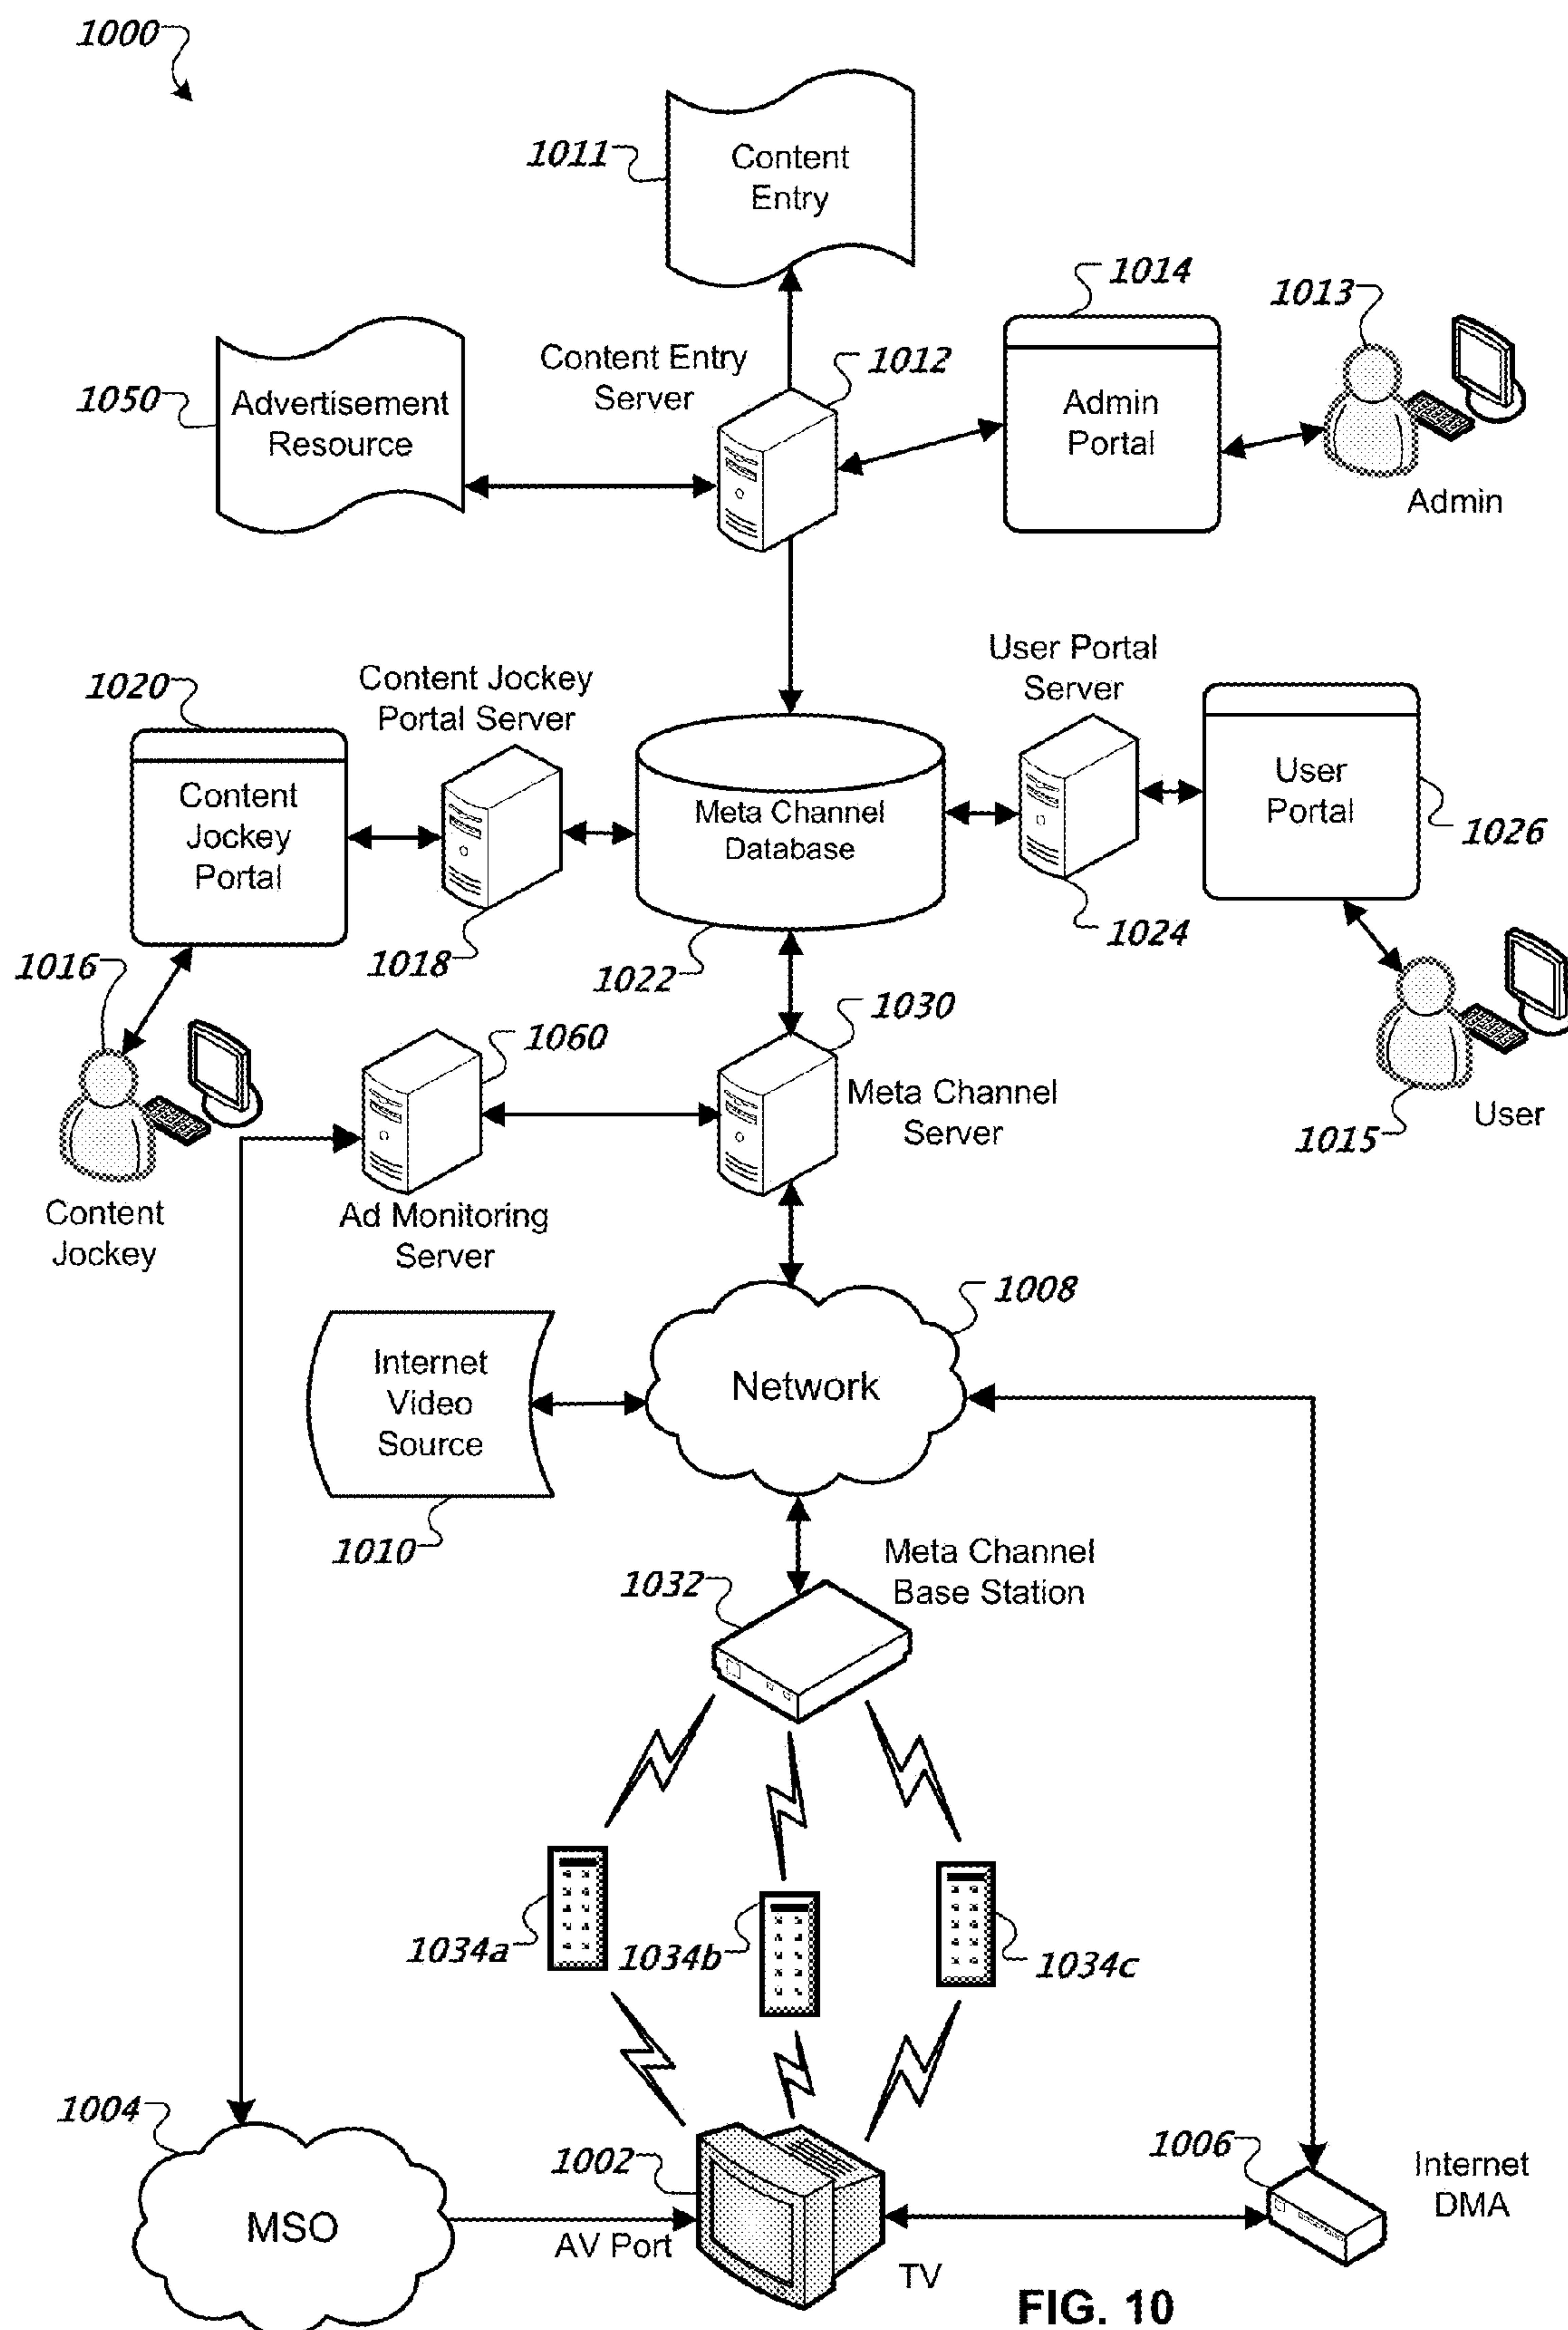 1000
1011
Content
Entry
1014
1013
Content Entry
Server
1012
1050
Advertisement
Resource
Admin
Portal
Admin
User Portal
Server
Content Jockey
Portal Server
1020
Content
Jockey
Portal
Meta Channel
Database
User
Portal
1026
1024
1018
1022
1016
1030
1060
Meta Channel
Server
User
1015
Content
Jockey
Ad Monitoring
Server
1008
Internet
Video
Source
Network
1010
Meta Channel
Base Station
1032
1034a
1034b
1034c
1004
1002
1006
Internet
DMA
MSO
AV Port
TV
FIG. 10